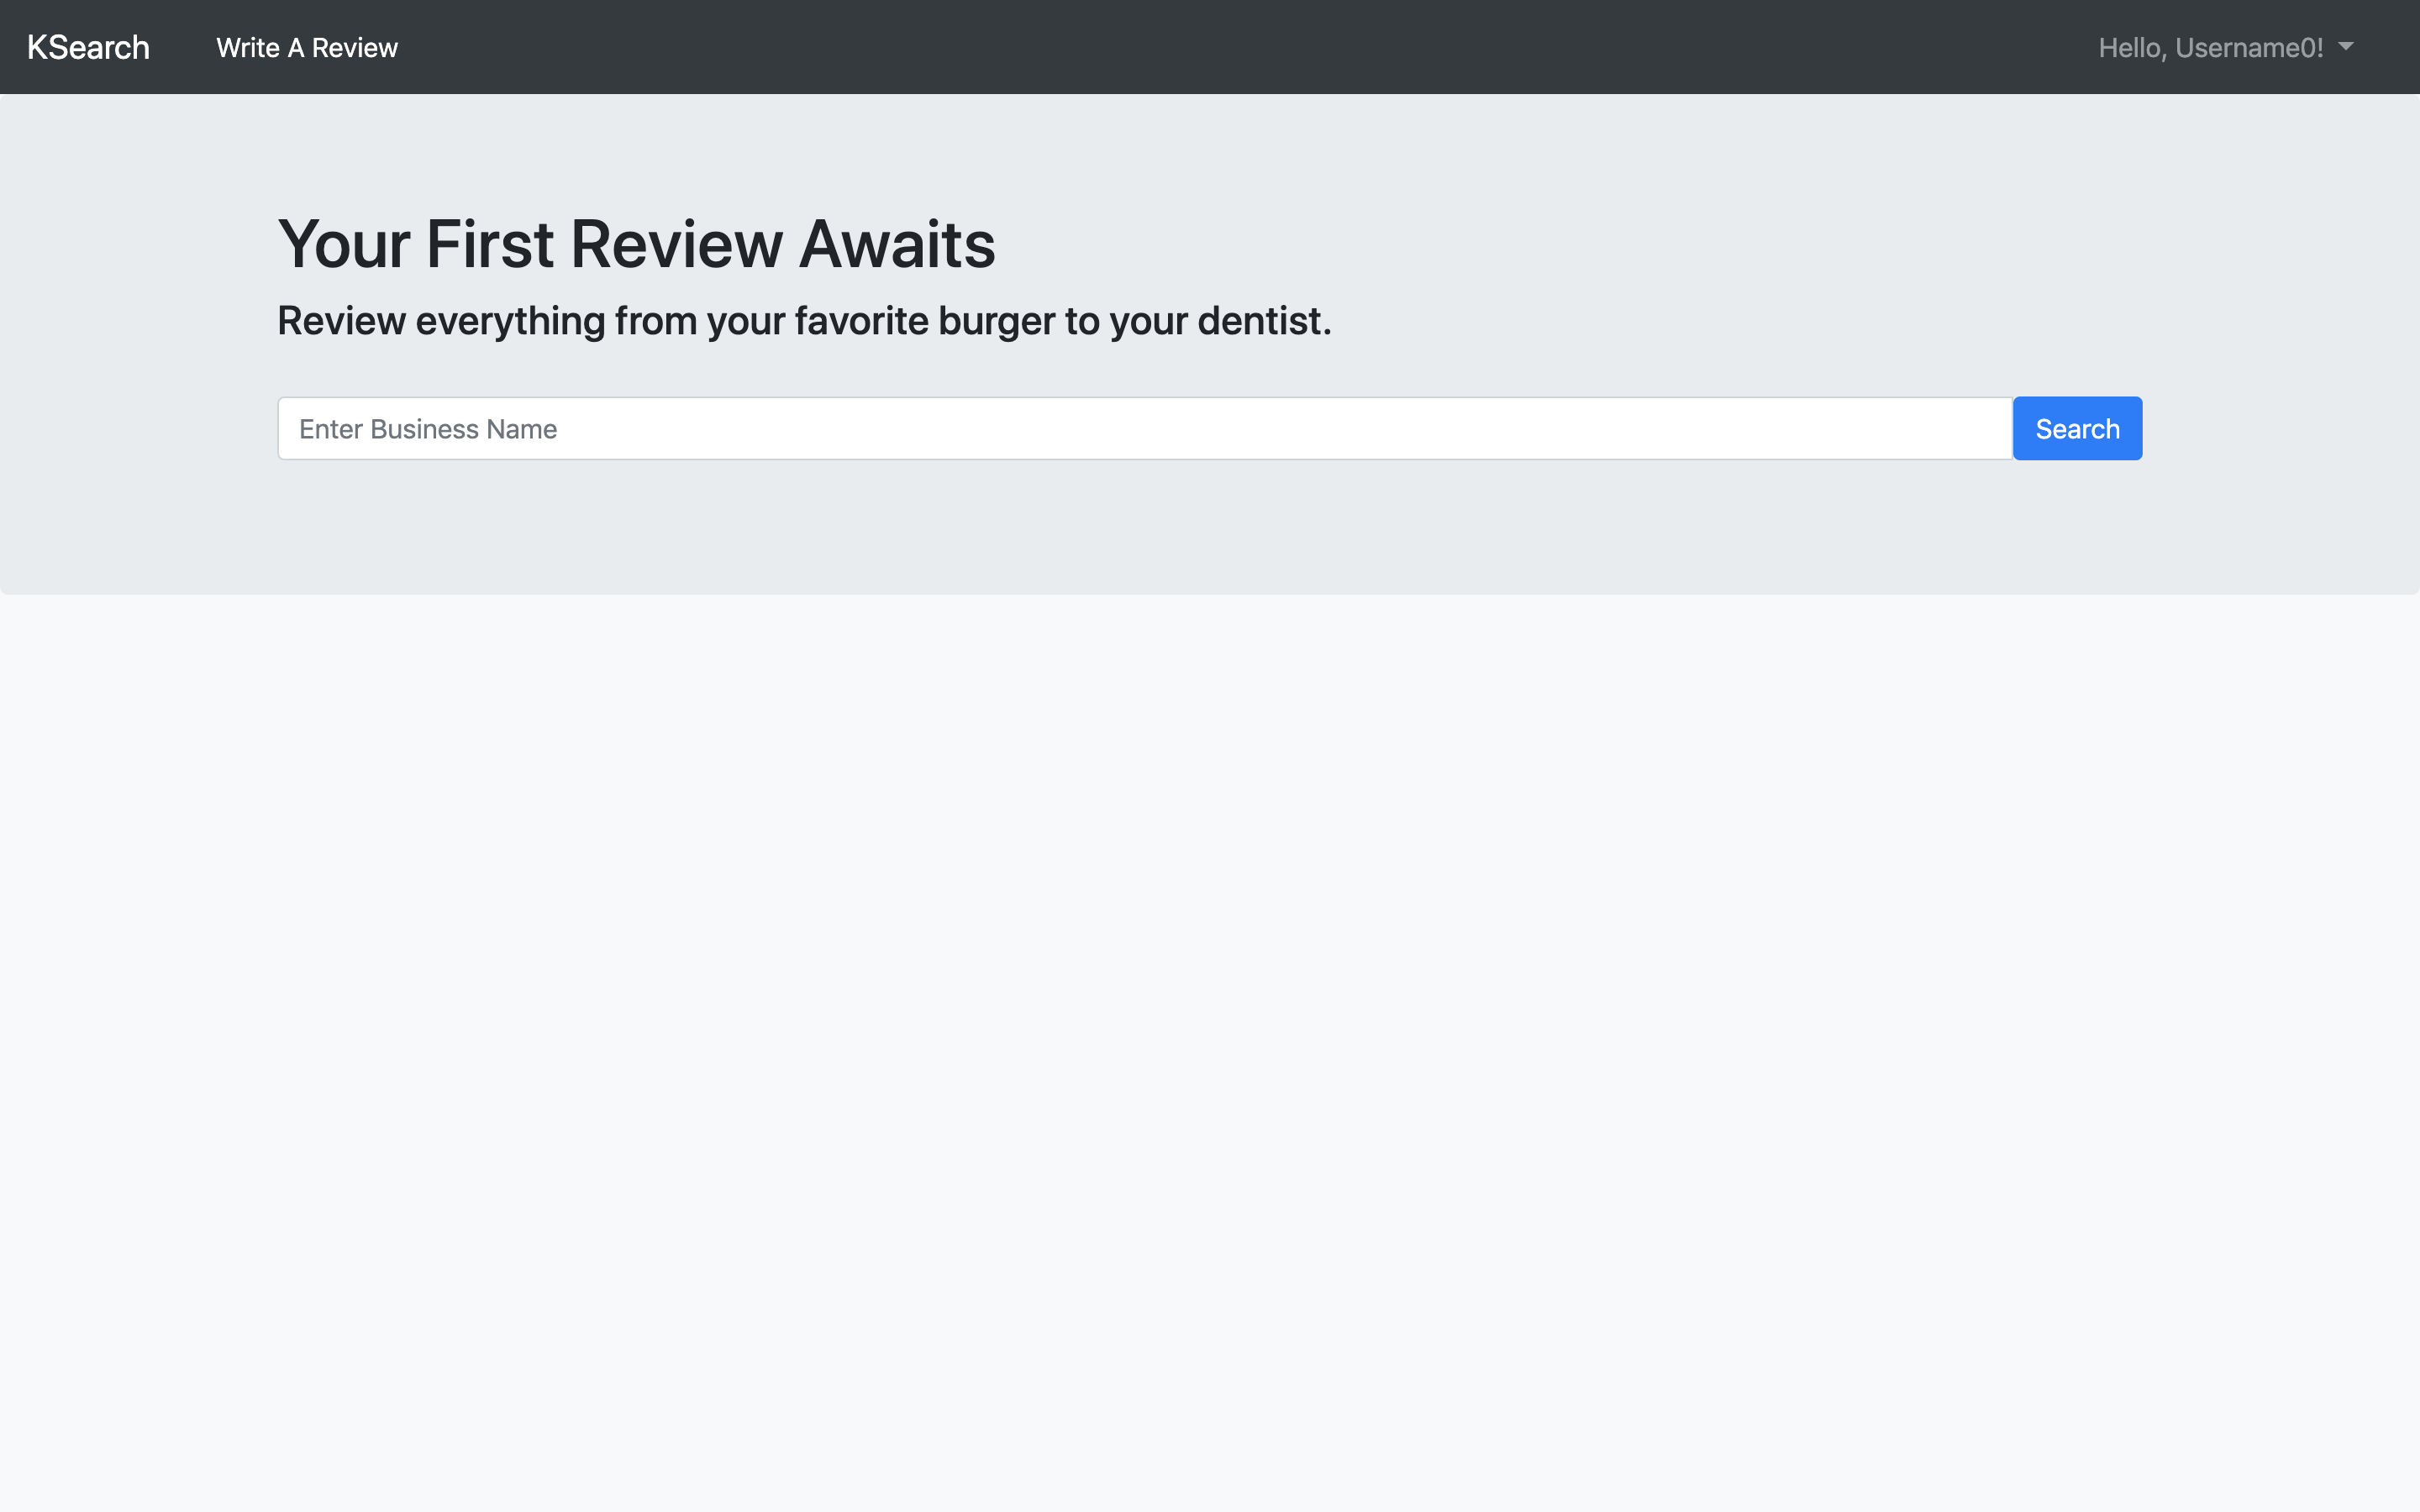 KSearch
Write A Review
Hello, Username0!
Your First Review Awaits
Review everything from your favorite burger to your dentist.
Enter Business Name
Search